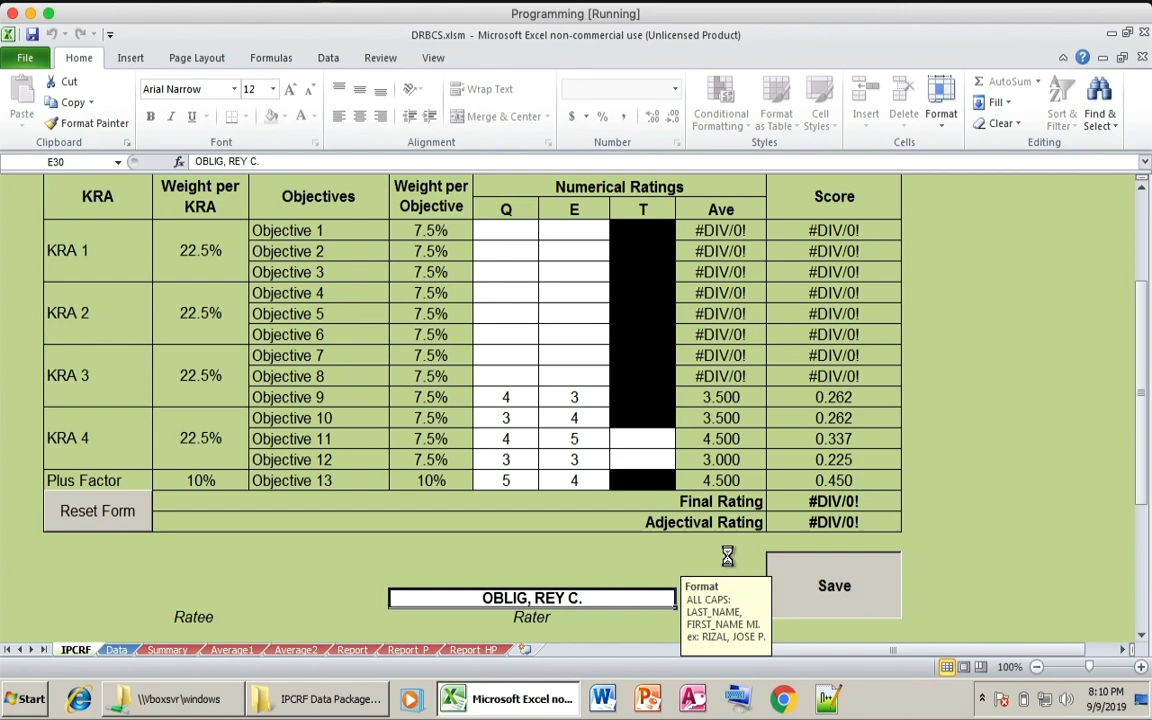 Programming [Running]
DRBCS.xlsm - Microsoft Excel non-commercial use (Unlicensed Product)
File Home Insert Page Layout Formulas Data Review View
Paste
Cut
Copy
Format Painter
Clipboard
Arial Narrow 12
B I U
Font
Wrap Text
Merge & Center
Alignment
$ % ,
Number
Conditional Formatting
Format as Table
Cell Styles
Styles
Insert Delete Format
Cells
AutoSum
Fill
Clear
Sort & Filter
Find & Select
Editing
E30 fx OBLIG, REY C.
KRA Weight per KRA Objectives Weight per Objective Numerical Ratings Score
Q E T Ave
KRA 1 22.5%
Objective 1 7.5% #DIV/0! #DIV/0!
Objective 2 7.5% #DIV/0! #DIV/0!
Objective 3 7.5% #DIV/0! #DIV/0!
KRA 2 22.5%
Objective 4 7.5% #DIV/0! #DIV/0!
Objective 5 7.5% #DIV/0! #DIV/0!
Objective 6 7.5% #DIV/0! #DIV/0!
KRA 3 22.5%
Objective 7 7.5% #DIV/0! #DIV/0!
Objective 8 7.5% #DIV/0! #DIV/0!
Objective 9 7.5% 4 3 3.500 0.262
KRA 4 22.5%
Objective 10 7.5% 3 4 3.500 0.262
Objective 11 7.5% 4 5 4.500 0.337
Objective 12 7.5% 3 3 3.000 0.225
Plus Factor 10% Objective 13 10% 5 4 4.500 0.450
Reset Form
Final Rating #DIV/0!
Adjectival Rating #DIV/0!
Save
OBLIG, REY C.
Ratee Rater
Format
ALL CAPS:
LAST_NAME,
FIRST_NAME MI.
ex: RIZAL, JOSE P.
IPCRF Data Summary Average1 Average2 Report Report P Report HP
100%
Start \\Vboxsvr\windows IPCRF Data Package... Microsoft Excel no...
8:10 PM
9/9/2019